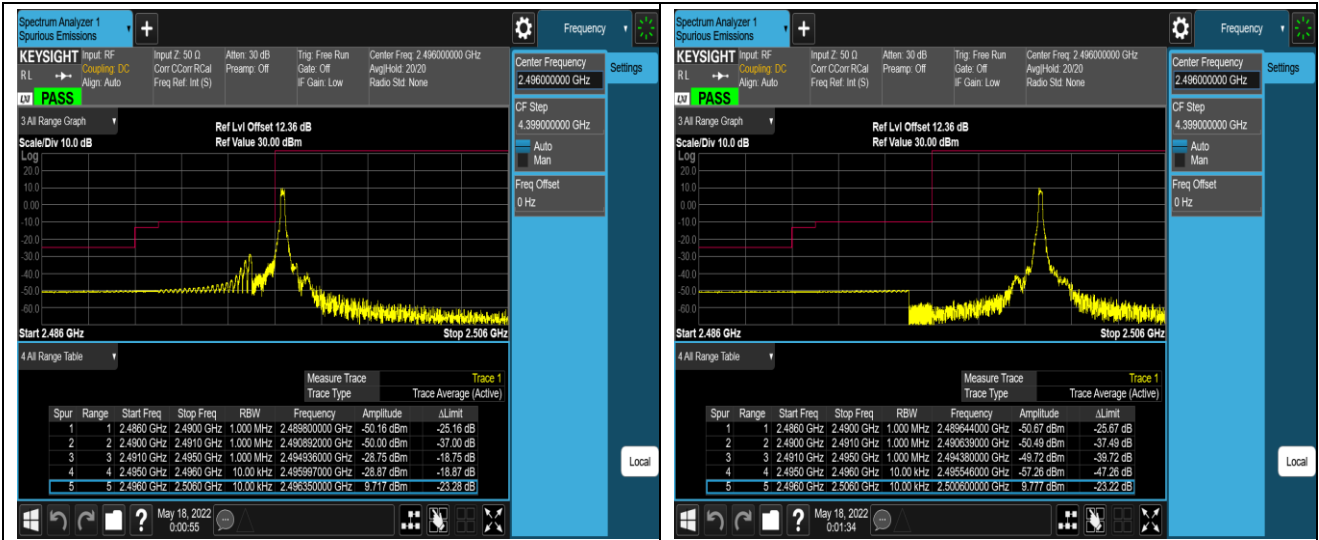 Spectrum Analyzer 1
Spurious Emissions
Frequency
KEYSIGHT Input: RF Input Z: 50 Ω Atten: 30 dB Trig: Free Run Center Freq: 2.496000000 GHz
RL Coupling: DC Corr CCorr RCal Preamp: Off Gate: Off Avg|Hold: 20/20
Align: Auto Freq Ref: Int (S) IF Gain: Low Radio Std: None
PASS
Center Frequency
2.496000000 GHz
Settings
CF Step
4.399000000 GHz
Auto
Man
Freq Offset
0 Hz
3 All Range Graph
Ref Lvl Offset 12.36 dB
Scale/Div 10.0 dB Ref Value 30.00 dBm
Log
20.0
10.0
0.00
-10.0
-20.0
-30.0
-40.0
-50.0
-60.0
Start 2.486 GHz Stop 2.506 GHz
4 All Range Table
Measure Trace Trace 1
Trace Type Trace Average (Active)
Spur Range Start Freq Stop Freq RBW Frequency Amplitude ΔLimit
1 1 2.4860 GHz 2.4900 GHz 1.000 MHz 2.489800000 GHz -50.16 dBm -25.16 dB
2 2 2.4900 GHz 2.4910 GHz 1.000 MHz 2.490892000 GHz -50.00 dBm -37.00 dB
3 3 2.4910 GHz 2.4950 GHz 1.000 MHz 2.494936000 GHz -28.75 dBm -18.75 dB
4 4 2.4950 GHz 2.4960 GHz 10.00 kHz 2.495997000 GHz -28.87 dBm -18.87 dB
5 5 2.4960 GHz 2.5060 GHz 10.00 kHz 2.496350000 GHz 9.717 dBm -23.28 dB
Local
May 18, 2022
0:00:55
Spectrum Analyzer 1
Spurious Emissions
Frequency
KEYSIGHT Input: RF Input Z: 50 Ω Atten: 30 dB Trig: Free Run Center Freq: 2.496000000 GHz
RL Coupling: DC Corr CCorr RCal Preamp: Off Gate: Off Avg|Hold: 20/20
Align: Auto Freq Ref: Int (S) IF Gain: Low Radio Std: None
PASS
Center Frequency
2.496000000 GHz
Settings
CF Step
4.399000000 GHz
Auto
Man
Freq Offset
0 Hz
3 All Range Graph
Ref Lvl Offset 12.36 dB
Scale/Div 10.0 dB Ref Value 30.00 dBm
Log
20.0
10.0
0.00
-10.0
-20.0
-30.0
-40.0
-50.0
-60.0
Start 2.486 GHz Stop 2.506 GHz
4 All Range Table
Measure Trace Trace 1
Trace Type Trace Average (Active)
Spur Range Start Freq Stop Freq RBW Frequency Amplitude ΔLimit
1 1 2.4860 GHz 2.4900 GHz 1.000 MHz 2.489644000 GHz -50.67 dBm -25.67 dB
2 2 2.4900 GHz 2.4910 GHz 1.000 MHz 2.490639000 GHz -50.49 dBm -37.49 dB
3 3 2.4910 GHz 2.4950 GHz 1.000 MHz 2.494380000 GHz -49.72 dBm -39.72 dB
4 4 2.4950 GHz 2.4960 GHz 10.00 kHz 2.495546000 GHz -57.26 dBm -47.26 dB
5 5 2.4960 GHz 2.5060 GHz 10.00 kHz 2.500600000 GHz 9.777 dBm -23.22 dB
Local
May 18, 2022
0:01:34